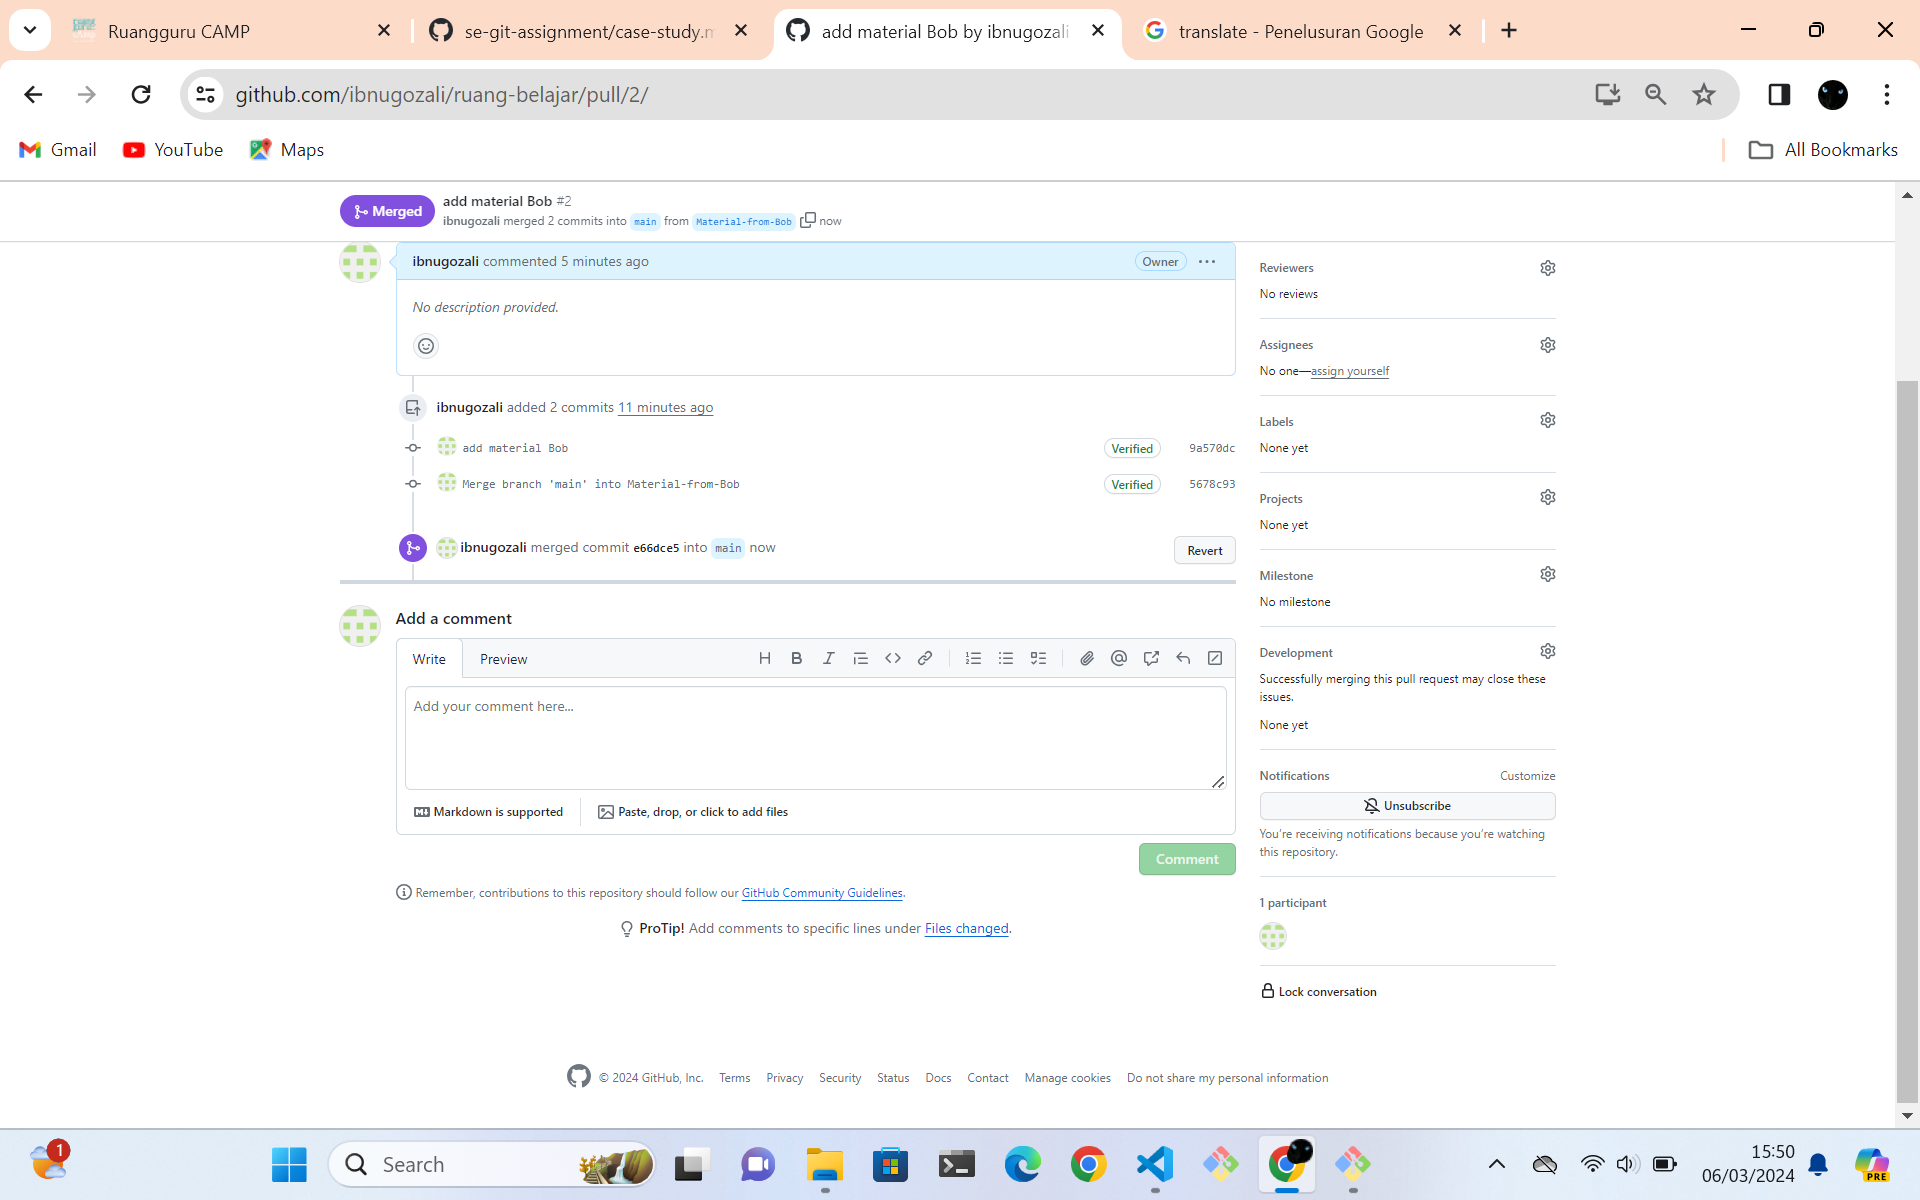 Ruangguru CAMP
se-git-assignment/case-study.m
add material Bob by ibnugozali
translate - Penelusuran Google
github.com/ibnugozali/ruang-belajar/pull/2/
Gmail
YouTube
Maps
All Bookmarks
Merged
add material Bob #2
ibnugozali merged 2 commits into main from Material-from-Bob now
ibnugozali commented 5 minutes ago
Owner
No description provided.
ibnugozali added 2 commits 11 minutes ago
add material Bob
Verified
9a570dc
Merge branch 'main' into Material-from-Bob
Verified
5678c93
ibnugozali merged commit e66dce5 into main now
Revert
Add a comment
Write
Preview
Add your comment here...
Markdown is supported
Paste, drop, or click to add files
Comment
Remember, contributions to this repository should follow our GitHub Community Guidelines.
ProTip! Add comments to specific lines under Files changed.
Reviewers
No reviews
Assignees
No one—assign yourself
Labels
None yet
Projects
None yet
Milestone
No milestone
Development
Successfully merging this pull request may close these
issues.
None yet
Notifications
Customize
Unsubscribe
You're receiving notifications because you're watching
this repository.
1 participant
Lock conversation
© 2024 GitHub, Inc.
Terms
Privacy
Security
Status
Docs
Contact
Manage cookies
Do not share my personal information
1
Search
15:50
06/03/2024
PRE